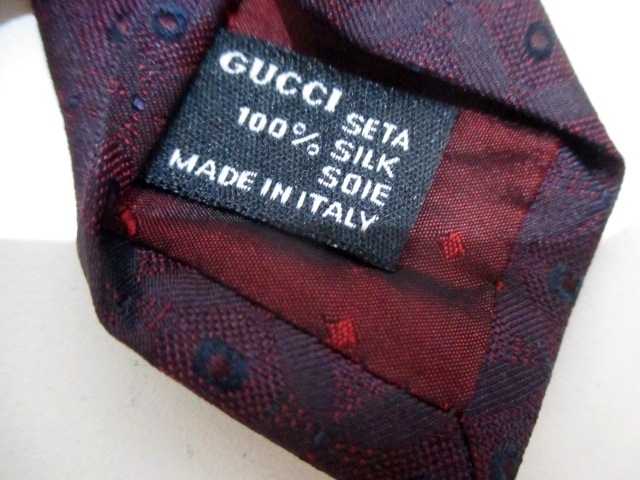 GUCCI
SETA
100% SILK
SOIE
MADE IN ITALY